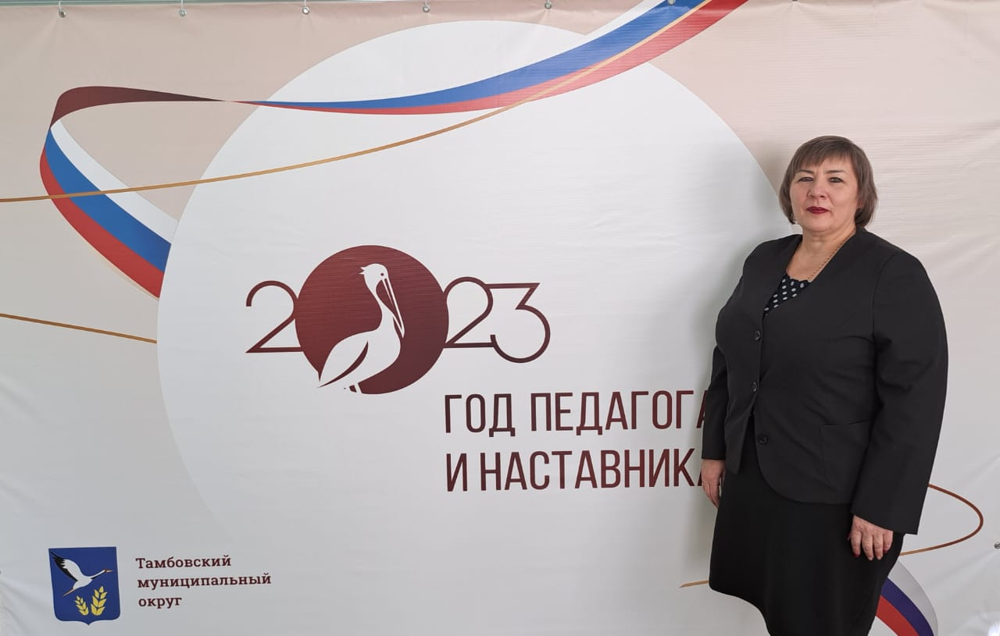 2023
ГОД ПЕДАГОГА
И НАСТАВНИКА
Тамбовский
муниципальный
округ